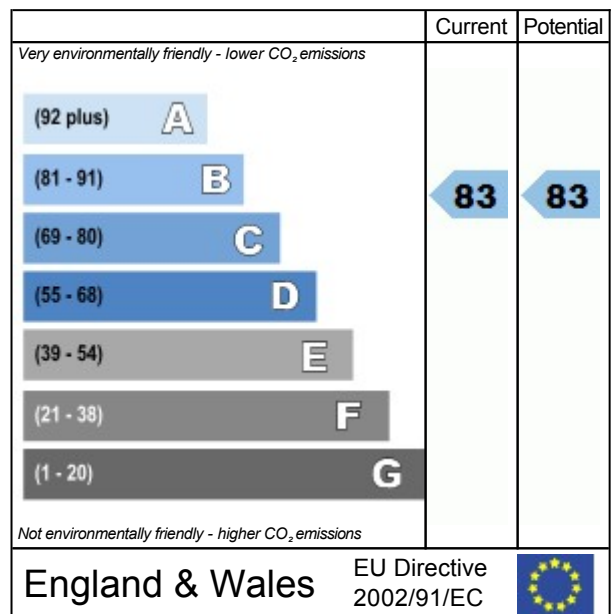 Current Potential
Very environmentally friendly - lower CO₂ emissions
(92 plus) A
(81 - 91) B
83 83
(69 - 80) C
(55 - 68) D
(39 - 54) E
(21 - 38) F
(1 - 20) G
Not environmentally friendly - higher CO₂ emissions
England & Wales
EU Directive
2002/91/EC